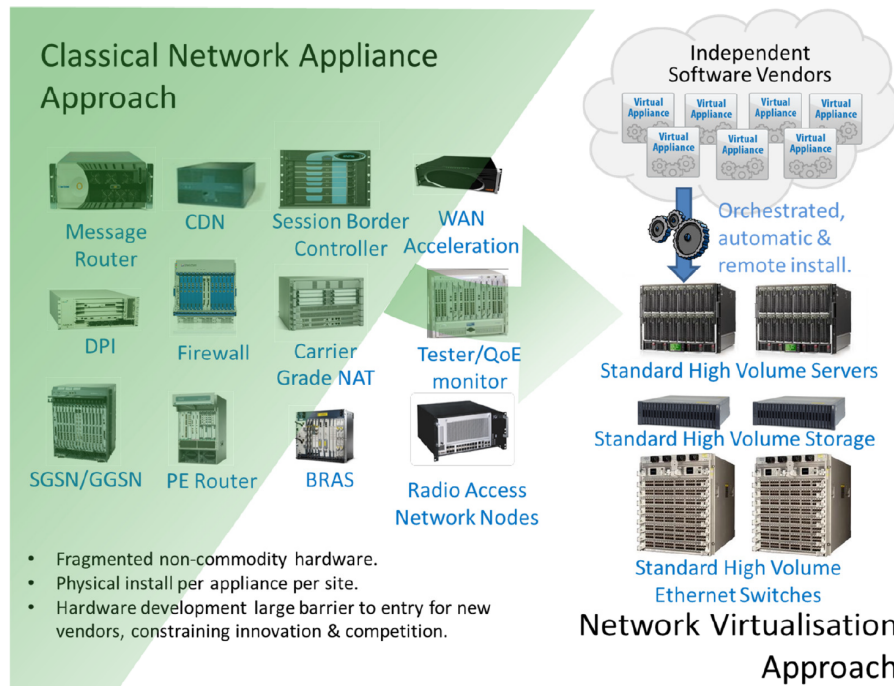 Classical Network Appliance
Approach
Message
Router
CDN
Session Border
Controller
WAN
Acceleration
DPI
Firewall
Carrier
Grade NAT
Tester/QoE
monitor
SGSN/GGSN
PE Router
BRAS
Radio Access
Network Nodes
• Fragmented non-commodity hardware.
• Physical install per appliance per site.
• Hardware development large barrier to entry for new
vendors, constraining innovation & competition.
Independent
Software Vendors
Virtual
Appliance
Virtual
Appliance
Virtual
Appliance
Virtual
Appliance
Virtual
Appliance
Virtual
Appliance
Virtual
Appliance
Orchestrated,
automatic &
remote install.
Standard High Volume Servers
Standard High Volume Storage
Standard High Volume
Ethernet Switches
Network Virtualisation
Approach